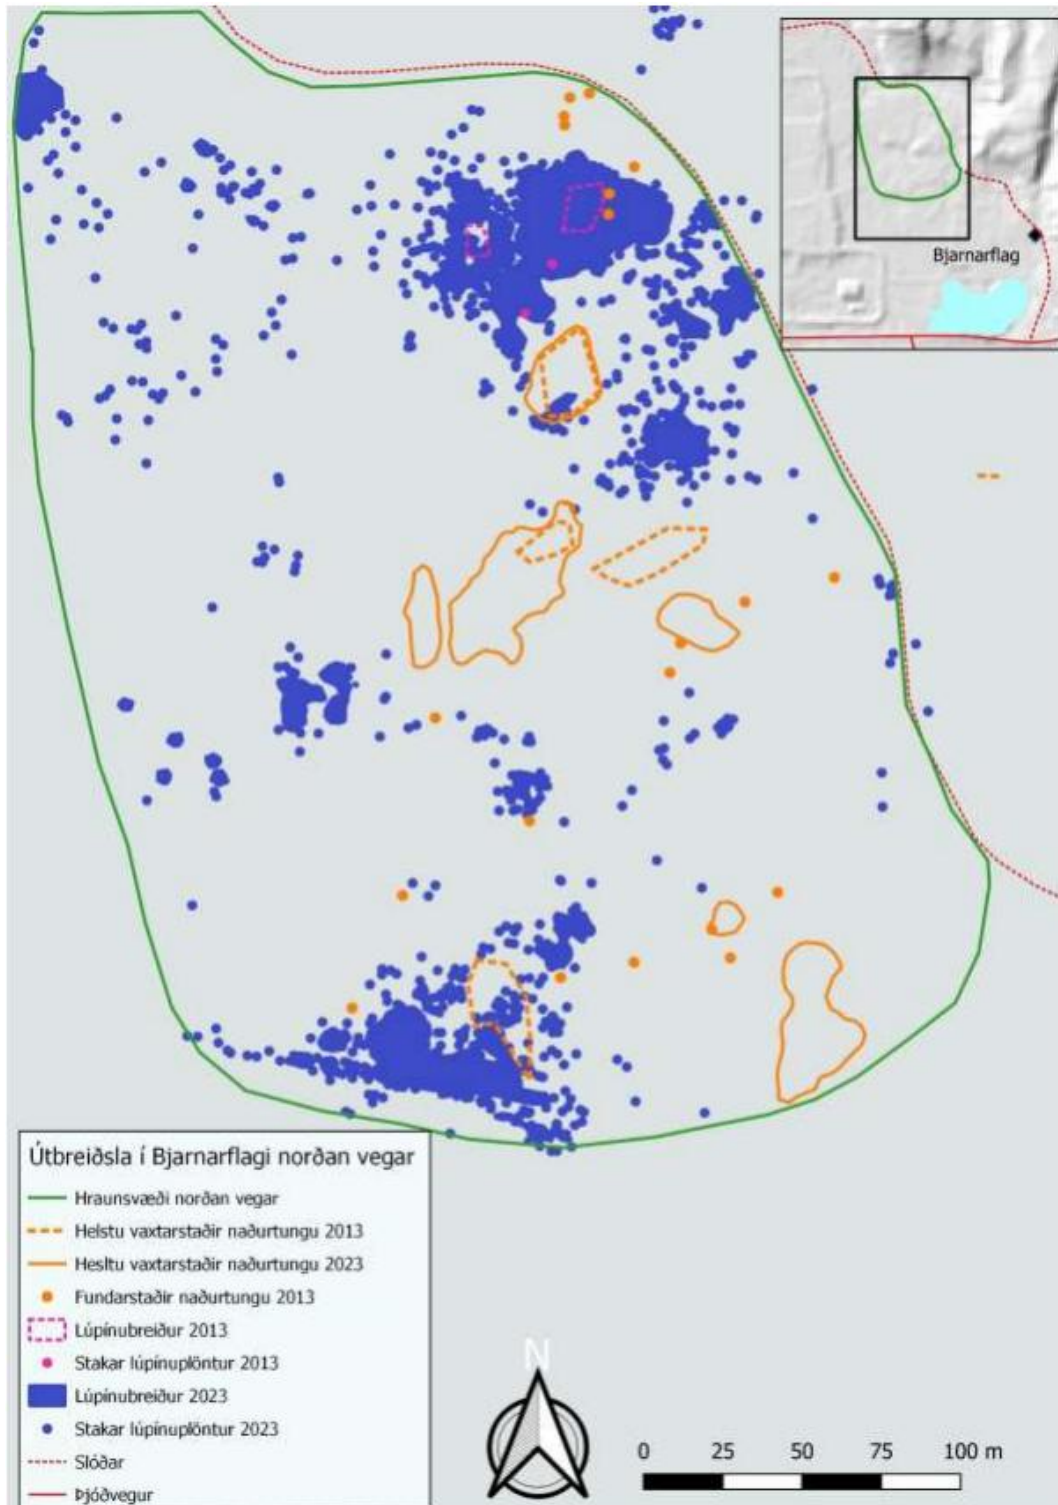 Bjarnarflag
Útbreiðsla í Bjarnarflagi norðan vegar
Hraunsvæði norðan vegar
Helstu vaxtarstaðir naðurtungu 2013
Hesltu vaxtarstaðir naðurtungu 2023
Fundarstaðir naðurtungu 2013
Lúpínubreiður 2013
Stakar lúpínuplöntur 2013
Lúpínubreiður 2023
Stakar lúpínuplöntur 2023
Slóðar
Þjóðvegur
N
0 25 50 75 100 m